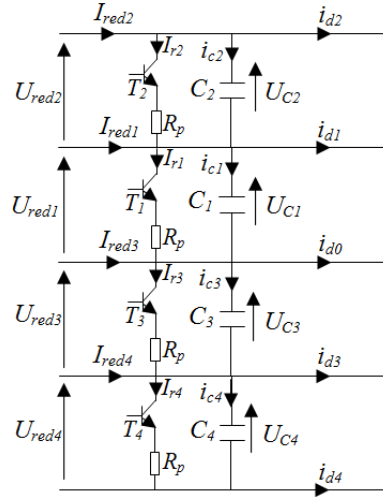 I_red2 i_d2
I_r2 i_c2
U_red2 T_2 C_2 U_C2
R_p
I_red1 i_d1
I_r1 i_c1
U_red1 T_1 C_1 U_C1
R_p
I_red3 i_d0
I_r3 i_c3
U_red3 T_3 C_3 U_C3
R_p
I_red4 i_d3
I_r4 i_c4
U_red4 T_4 C_4 U_C4
R_p
i_d4